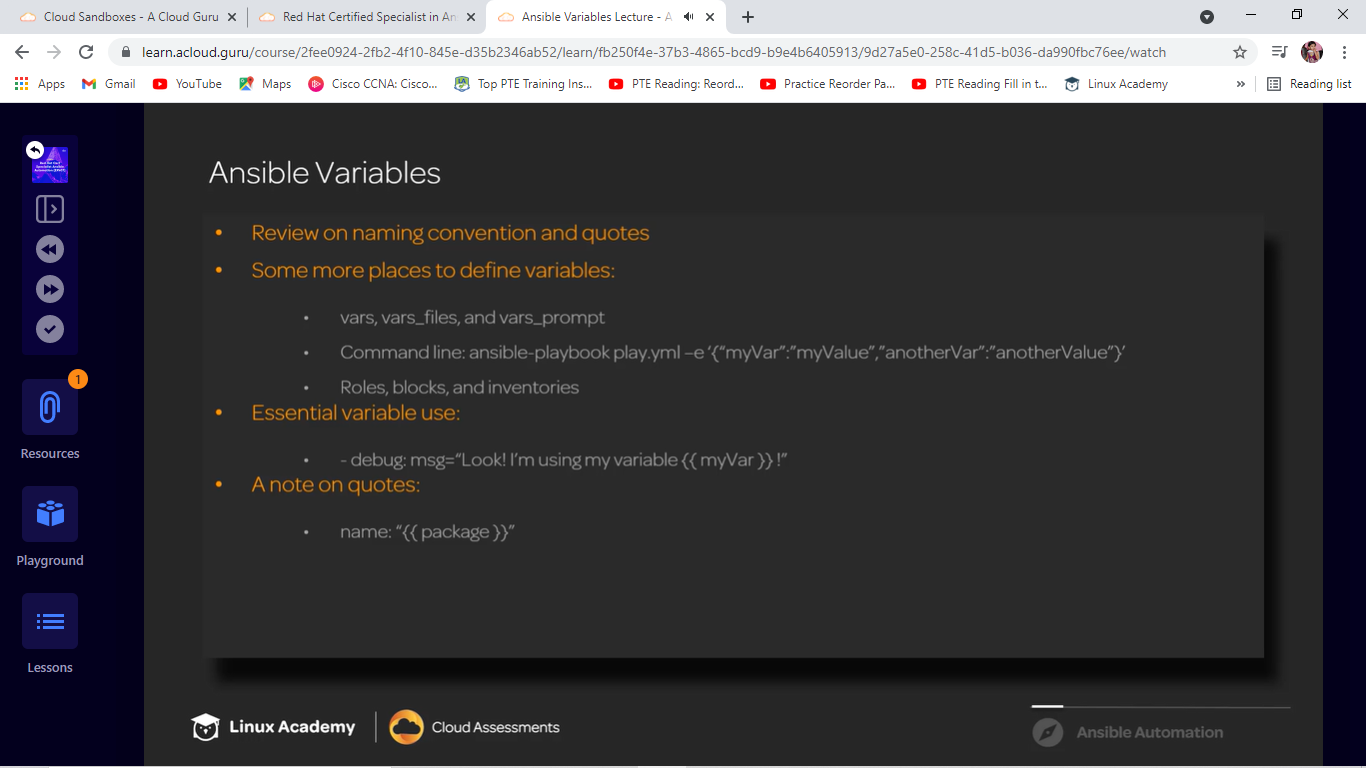 Cloud Sandboxes - A Cloud Guru
Red Hat Certified Specialist in An
Ansible Variables Lecture - A
learn.acloud.guru/course/2fee0924-2fb2-4f10-845e-d35b2346ab52/learn/fb250f4e-37b3-4865-bcd9-b9e4b6405913/9d27a5e0-258c-41d5-b036-da990fbc76ee/watch
Apps Gmail YouTube Maps Cisco CCNA: Cisco... Top PTE Training Ins... PTE Reading: Reord... Practice Reorder Pa... PTE Reading Fill in t... Linux Academy » Reading list
1
Resources
Playground
Lessons
Ansible Variables
• Review on naming convention and quotes
• Some more places to define variables:
• vars, vars_files, and vars_prompt
• Command line: ansible-playbook play.yml –e ‘{“myVar”:”myValue”,”anotherVar”:”anotherValue”}’
• Roles, blocks, and inventories
• Essential variable use:
• - debug: msg=“Look! I’m using my variable {{ myVar }} !”
• A note on quotes:
• name: “{{ package }}”
Linux Academy
Cloud Assessments
Ansible Automation